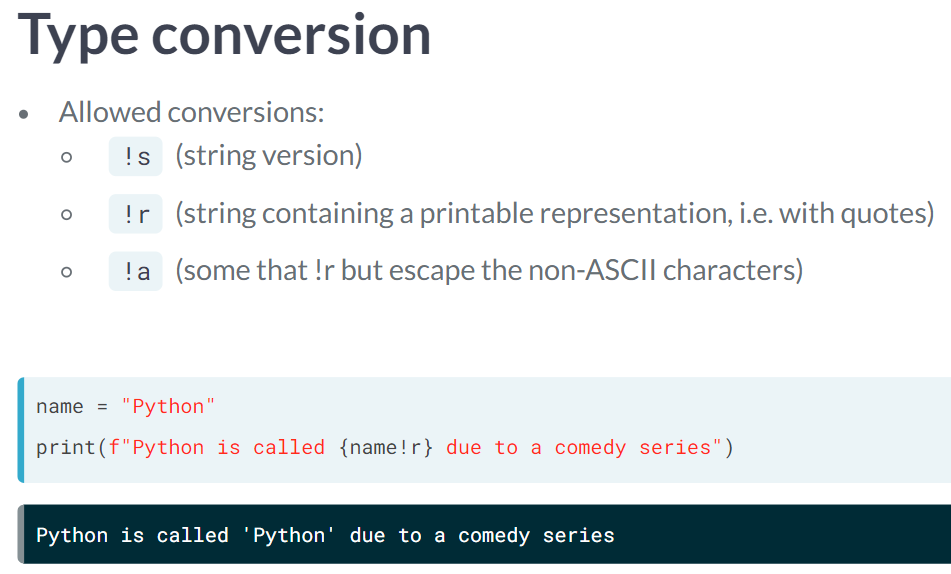 Type conversion
• Allowed conversions:
○ !s (string version)
○ !r (string containing a printable representation, i.e. with quotes)
○ !a (some that !r but escape the non-ASCII characters)
name = "Python"
print(f"Python is called {name!r} due to a comedy series")
Python is called 'Python' due to a comedy series